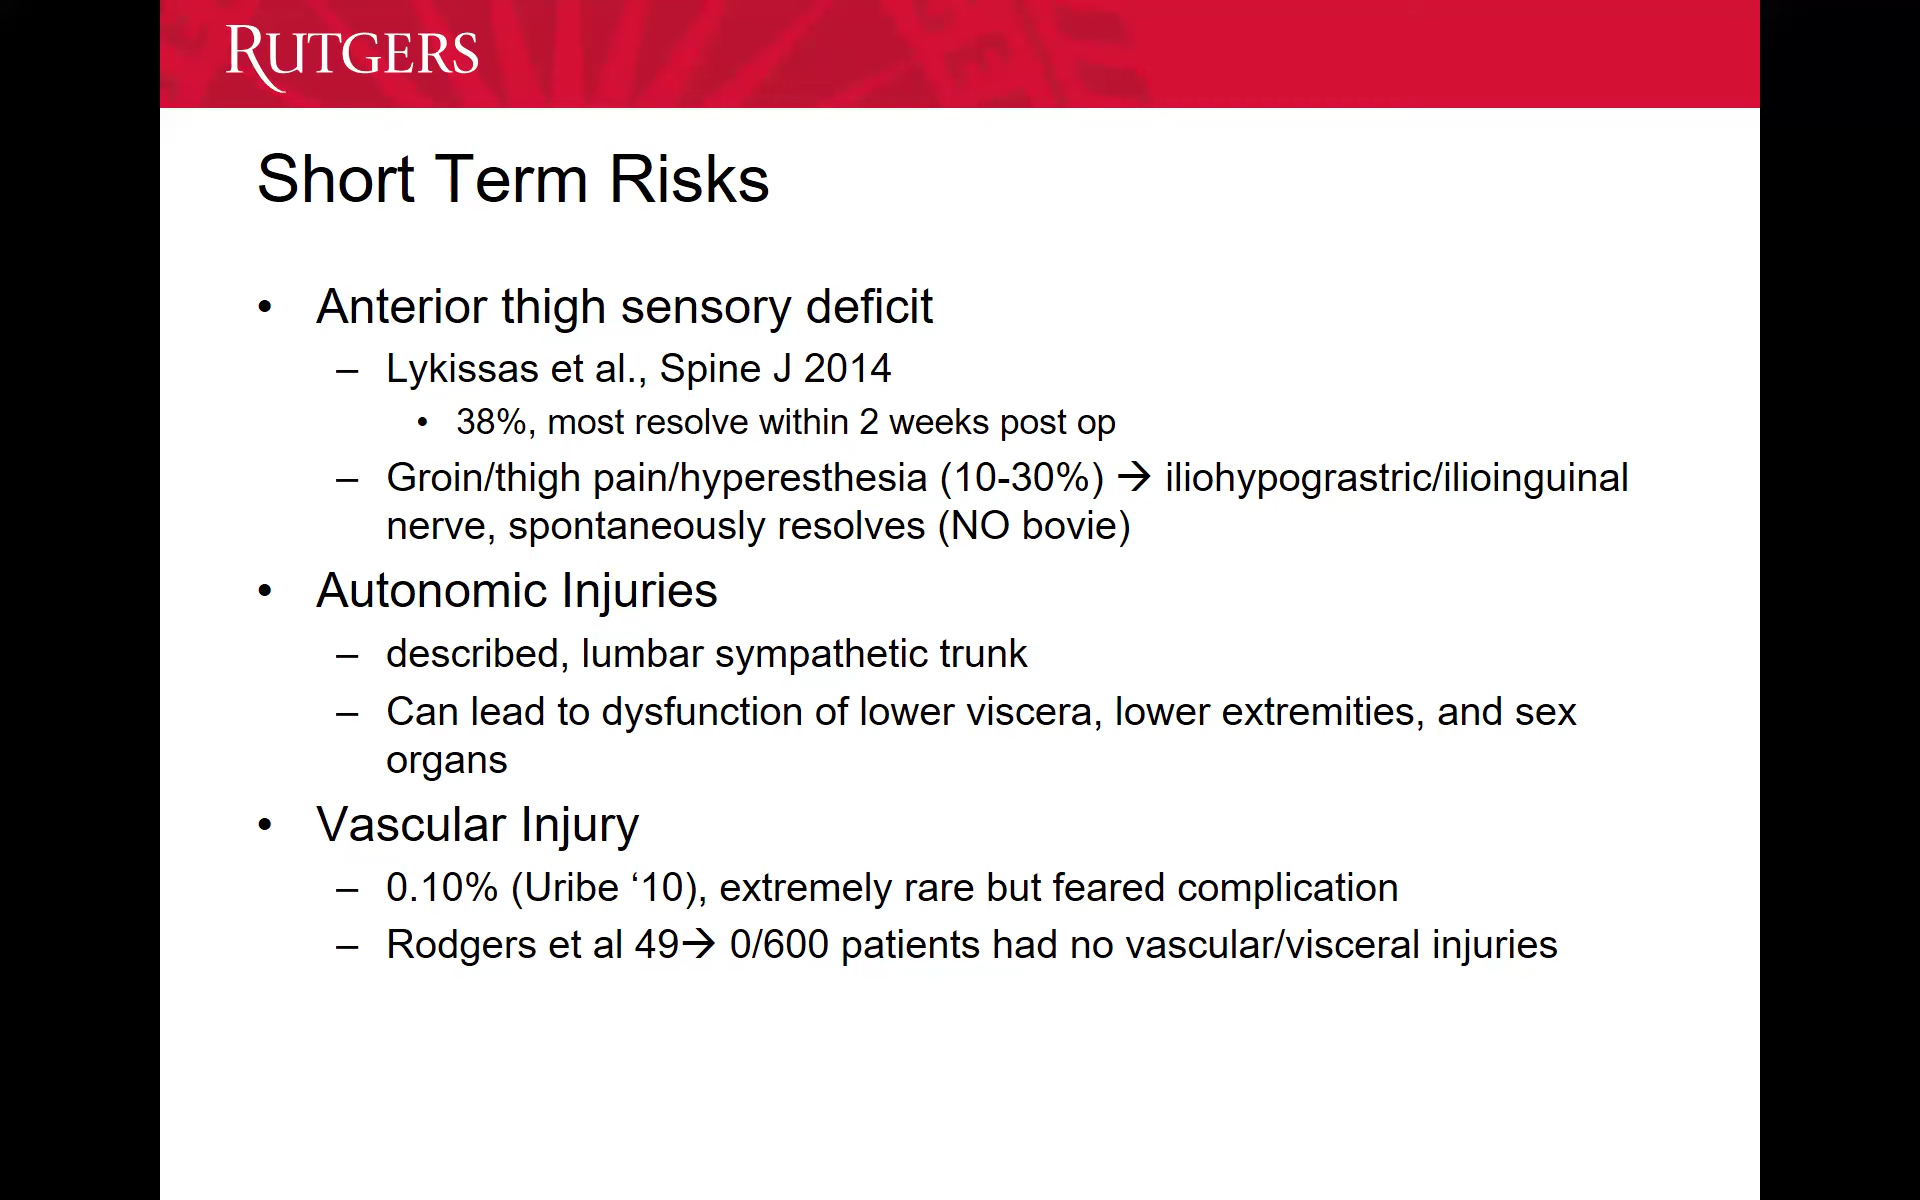 RUTGERS
Short Term Risks
• Anterior thigh sensory deficit
– Lykissas et al., Spine J 2014
• 38%, most resolve within 2 weeks post op
– Groin/thigh pain/hyperesthesia (10-30%) → iliohypograstric/ilioinguinal
nerve, spontaneously resolves (NO bovie)
• Autonomic Injuries
– described, lumbar sympathetic trunk
– Can lead to dysfunction of lower viscera, lower extremities, and sex
organs
• Vascular Injury
– 0.10% (Uribe ‘10), extremely rare but feared complication
– Rodgers et al 49→ 0/600 patients had no vascular/visceral injuries